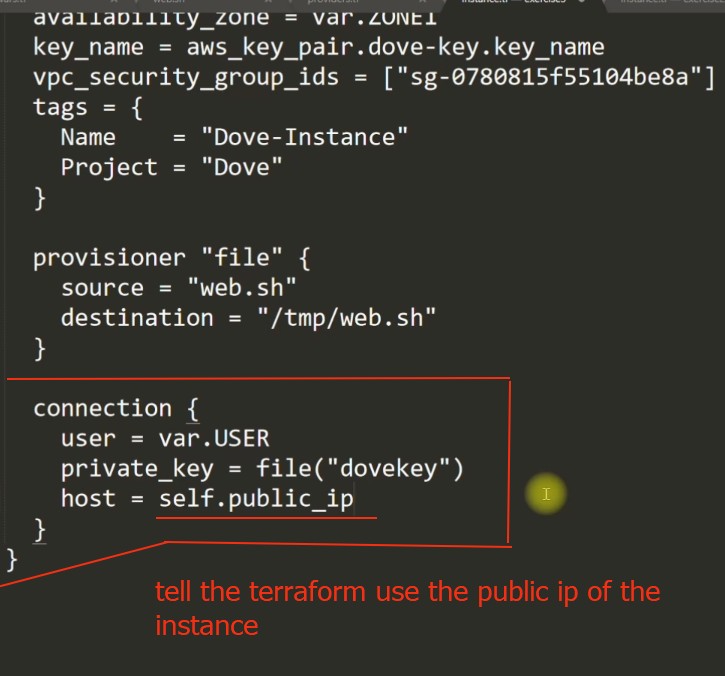 availability_zone = var.ZONE1
key_name = aws_key_pair.dove-key.key_name
vpc_security_group_ids = ["sg-0780815f55104be8a"]
tags = {
Name = "Dove-Instance"
Project = "Dove"
}
provisioner "file" {
source = "web.sh"
destination = "/tmp/web.sh"
}
connection {
user = var.USER
private_key = file("dovekey")
host = self.public_ip
}
}
tell the terraform use the public ip of the
instance